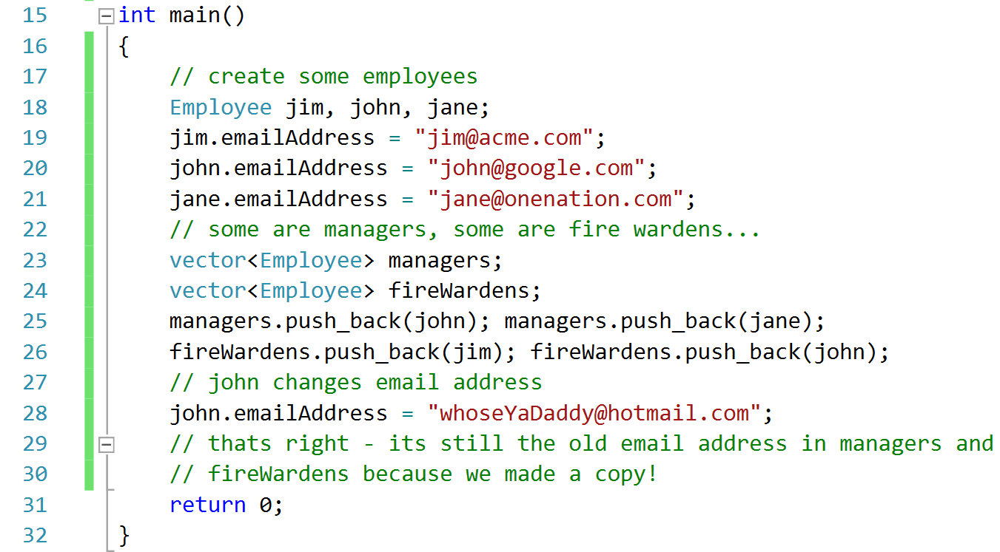 15 int main()
16 {
17 // create some employees
18 Employee jim, john, jane;
19 jim.emailAddress = "jim@acme.com";
20 john.emailAddress = "john@google.com";
21 jane.emailAddress = "jane@onenation.com";
22 // some are managers, some are fire wardens...
23 vector<Employee> managers;
24 vector<Employee> fireWardens;
25 managers.push_back(john); managers.push_back(jane);
26 fireWardens.push_back(jim); fireWardens.push_back(john);
27 // john changes email address
28 john.emailAddress = "whoseYaDaddy@hotmail.com";
29 // thats right - its still the old email address in managers and
30 // fireWardens because we made a copy!
31 return 0;
32 }